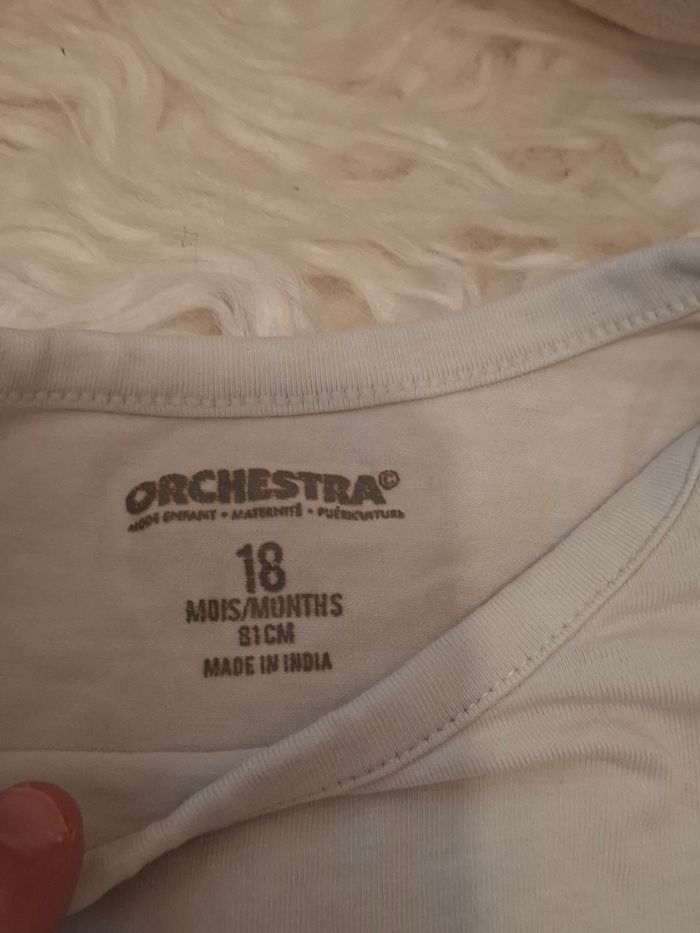 ORCHESTRA©
MODE ENFANT • MATERNITÉ • PUÉRICULTURE
18
MOIS/MONTHS
81CM
MADE IN INDIA